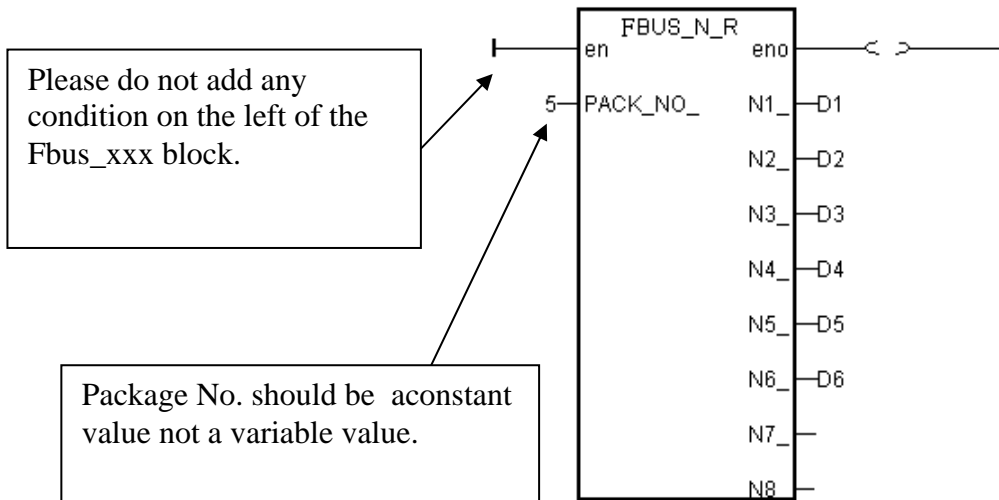 Please do not add any
condition on the left of the
Fbus_xxx block.
Package No. should be  aconstant
value not a variable value.
FBUS_N_R
en eno
5 PACK_NO_ N1_ D1
N2_ D2
N3_ D3
N4_ D4
N5_ D5
N6_ D6
N7_
N8